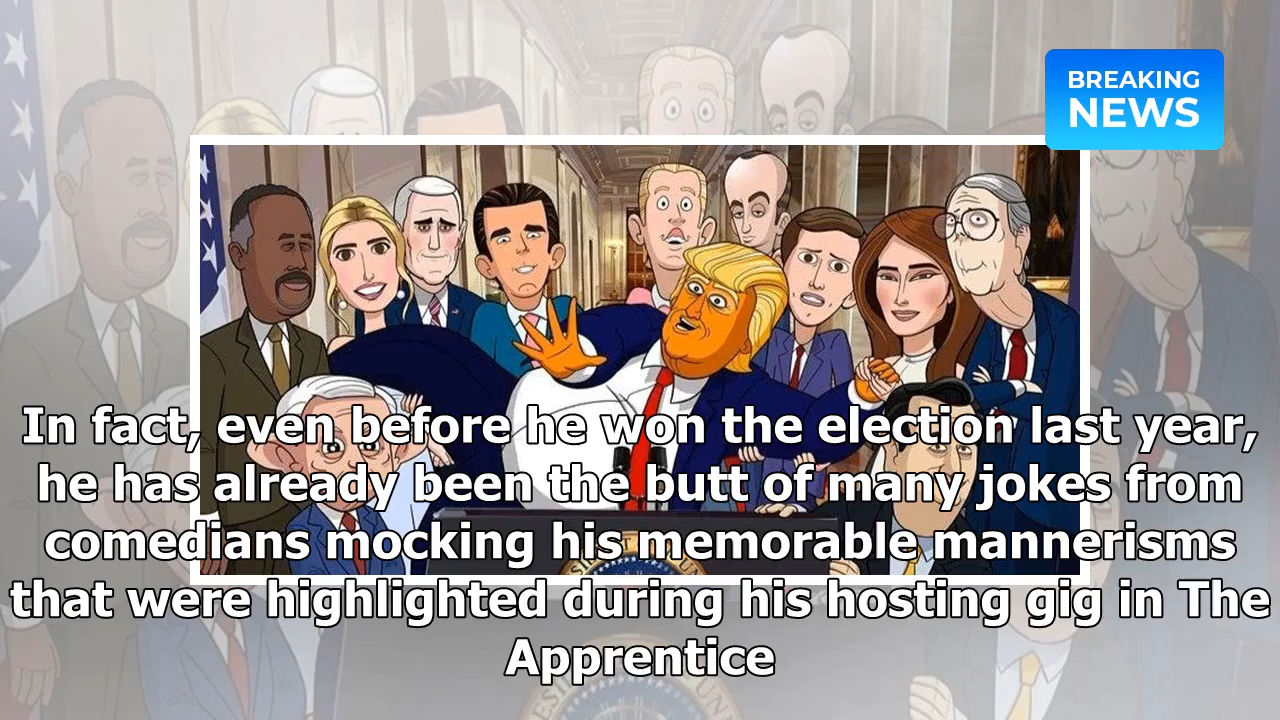 BREAKING
NEWS
In fact, even before he won the election last year,
he has already been the butt of many jokes from
comedians mocking his memorable mannerisms
that were highlighted during his hosting gig in The
Apprentice